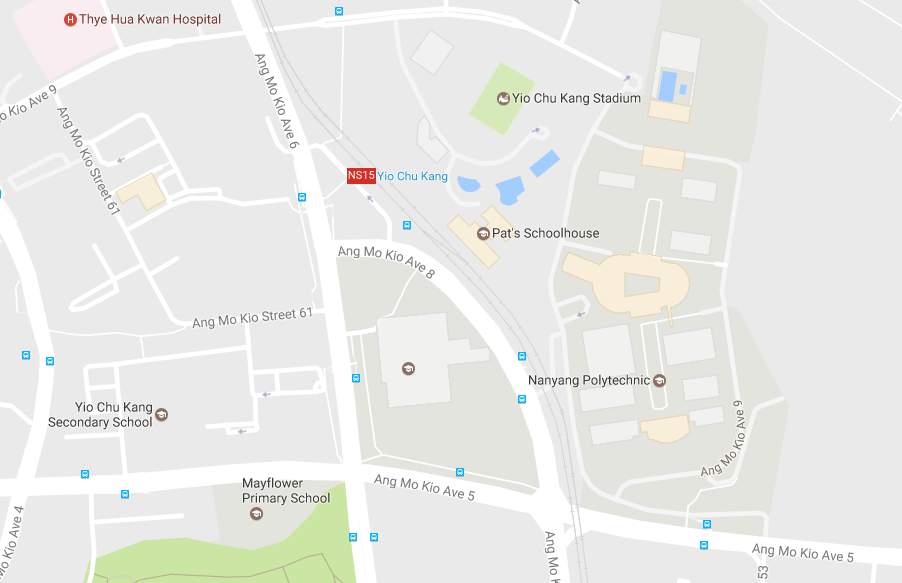 Thye Hua Kwan Hospital
Ang Mo Kio Ave 6
Yio Chu Kang Stadium
o Kio Ave 9
Ang Mo Kio Street 61
NS15 Yio Chu Kang
Pat's Schoolhouse
Ang Mo Kio Ave 8
Ang Mo Kio Street 61
Nanyang Polytechnic
Yio Chu Kang
Secondary School
Ang Mo Kio Ave 9
Mayflower
Primary School
Ang Mo Kio Ave 5
Mo Kio Ave 4
Ang Mo K
Ang Mo Kio Ave 5
53